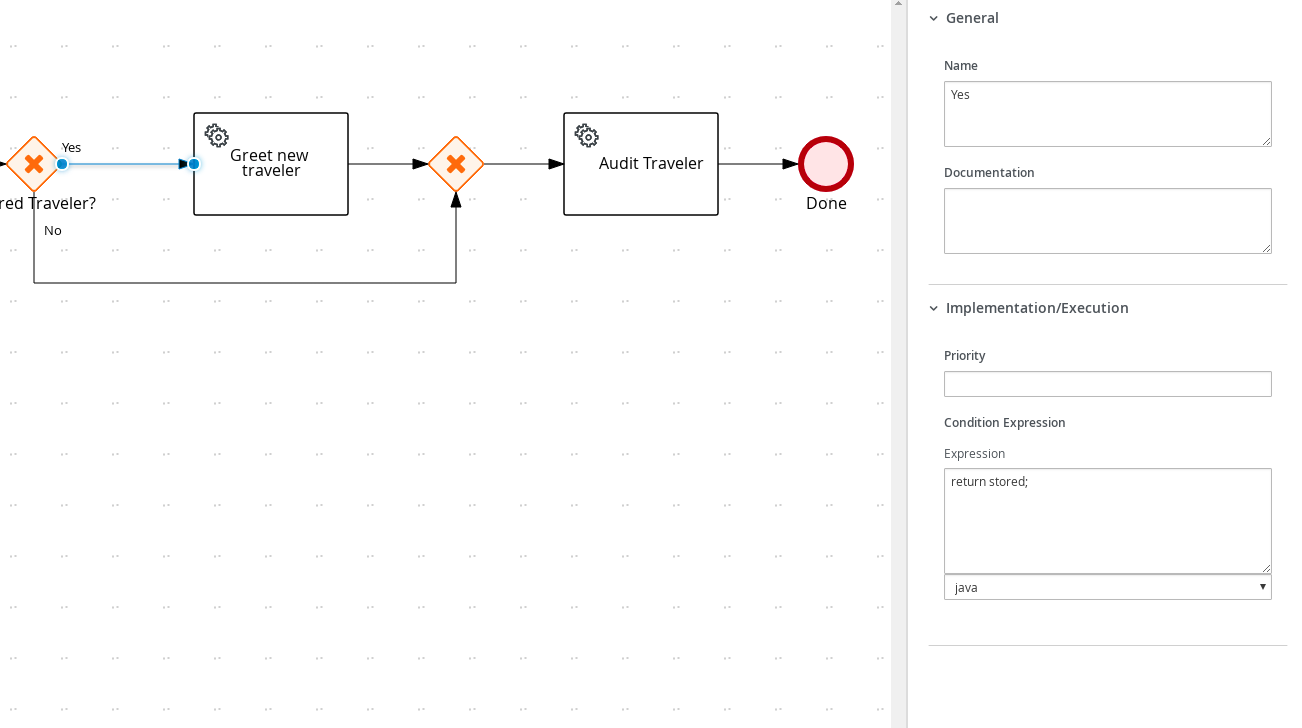 Yes
Greet new
traveler
Audit Traveler
red Traveler?
Done
No
General
Name
Yes
Documentation
Implementation/Execution
Priority
Condition Expression
Expression
return stored;
java